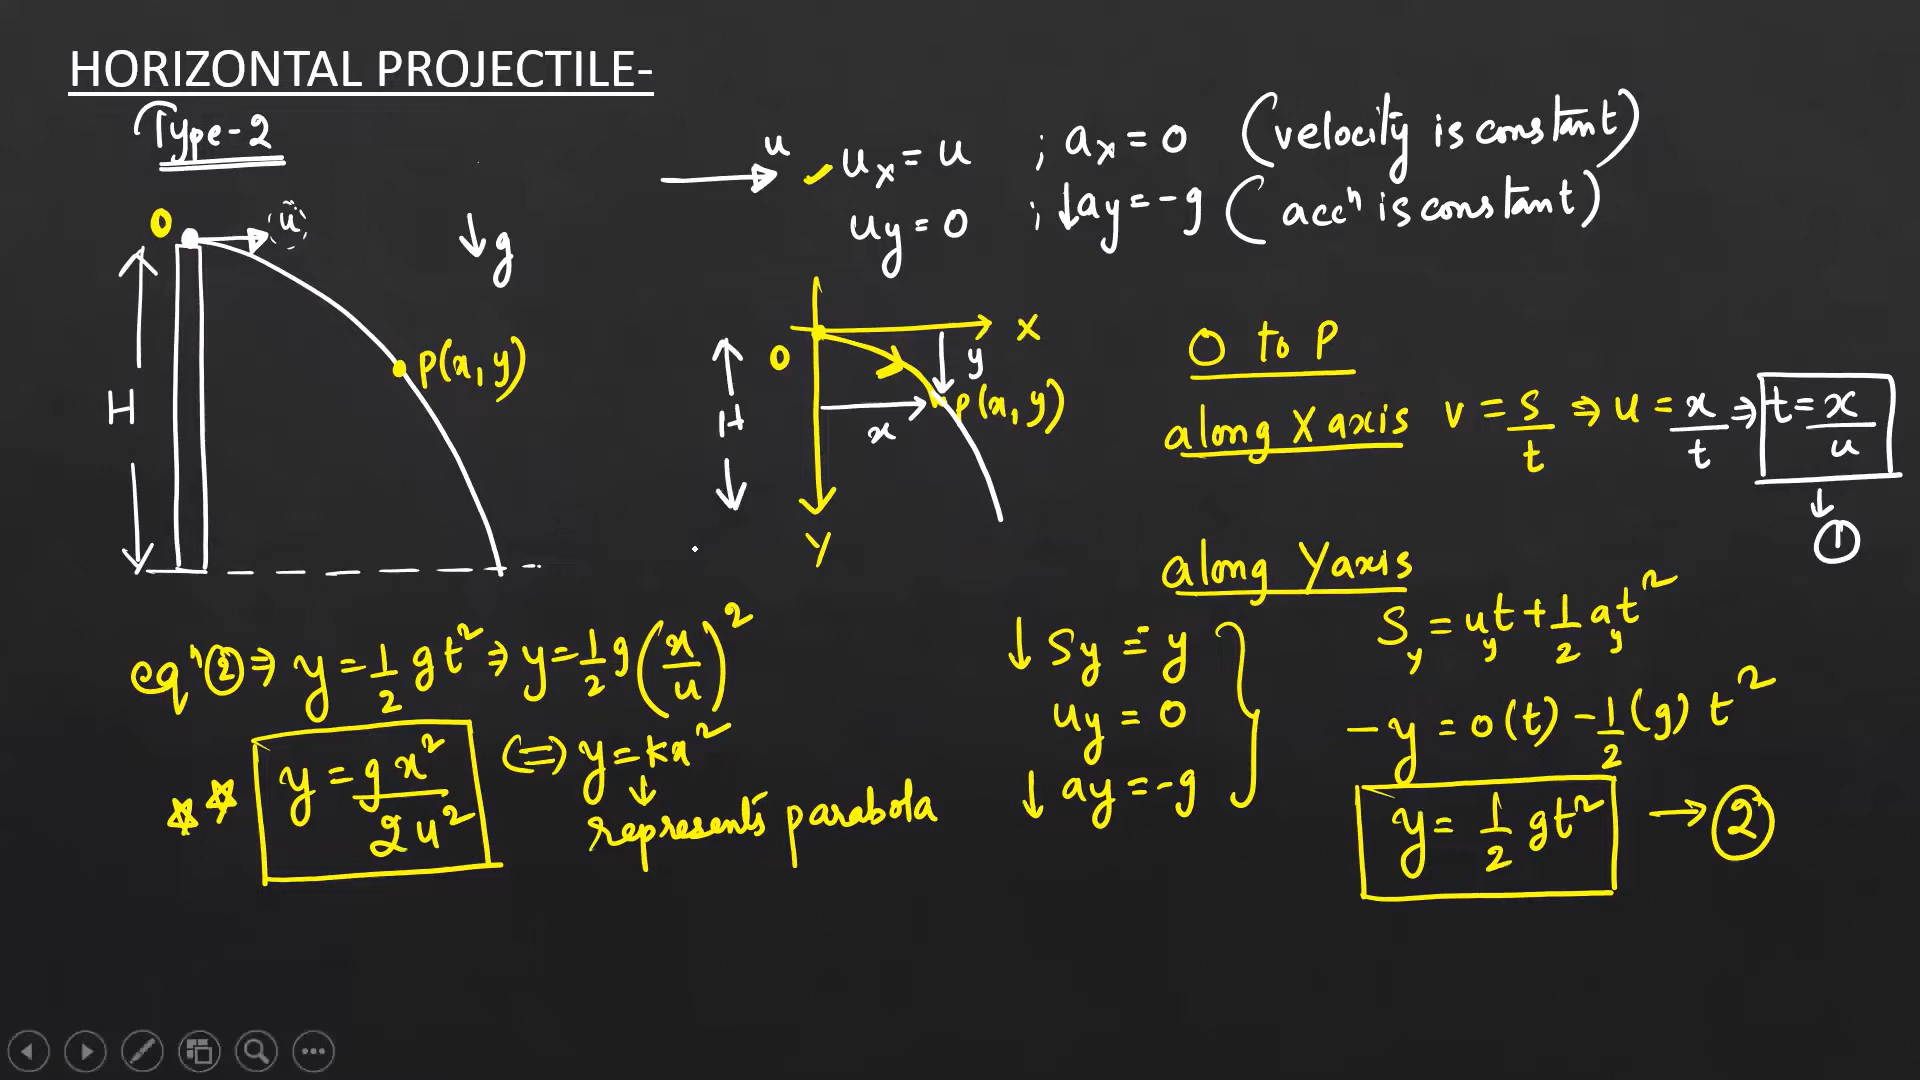 HORIZONTAL PROJECTILE-
Type-2
u
u_x = u ; a_x = 0 (velocity is constant)
u_y = 0 ; ↓a_y = -g (accⁿ is constant)
O
u
↓g
H
P(x, y)
X
O
y
H
x
P(x, y)
Y
O to P
along X axis v = s/t ⇒ u = x/t ⇒ t = x/u
↓
①
along Y axis
S_y = u_y t + 1/2 a_y t²
↓ S_y = -y
u_y = 0
↓ a_y = -g
-y = 0(t) - 1/2 (g) t²
y = 1/2 gt² → ②
eqⁿ ② ⇒ y = 1/2 gt² ⇒ y = 1/2 g (x/u)²
☆☆ y = gx²/2u² (⇔) y = kx²
↓
represents parabola